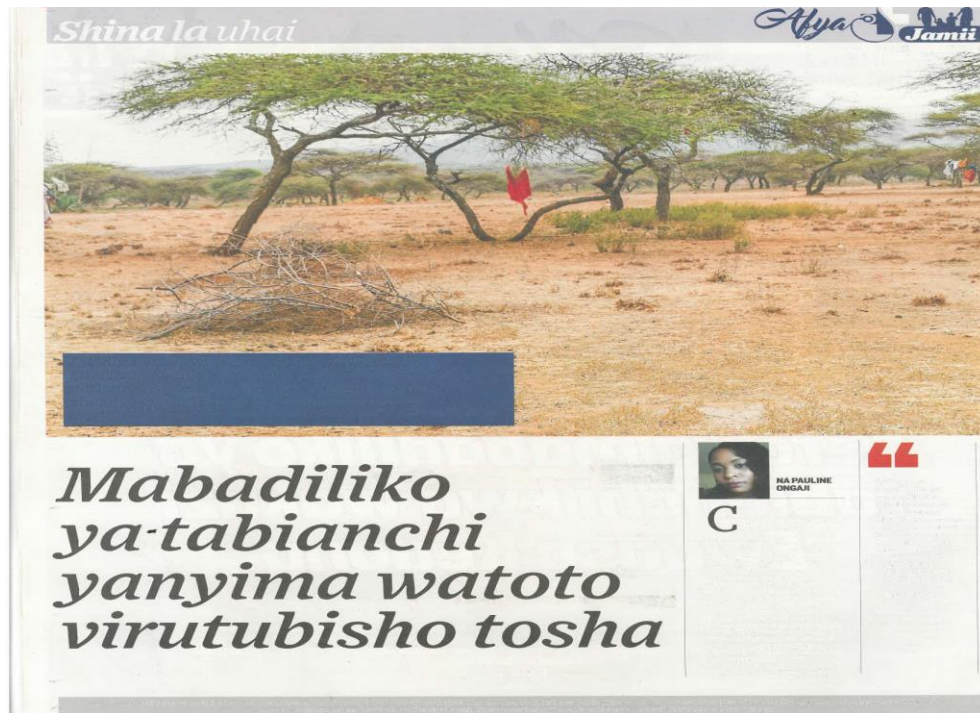 Shina la uhai
Afya
Jamii
Mabadiliko
ya tabianchi
yanyima watoto
virutubisho tosha
NA PAULINE
ONGAJI
C
“